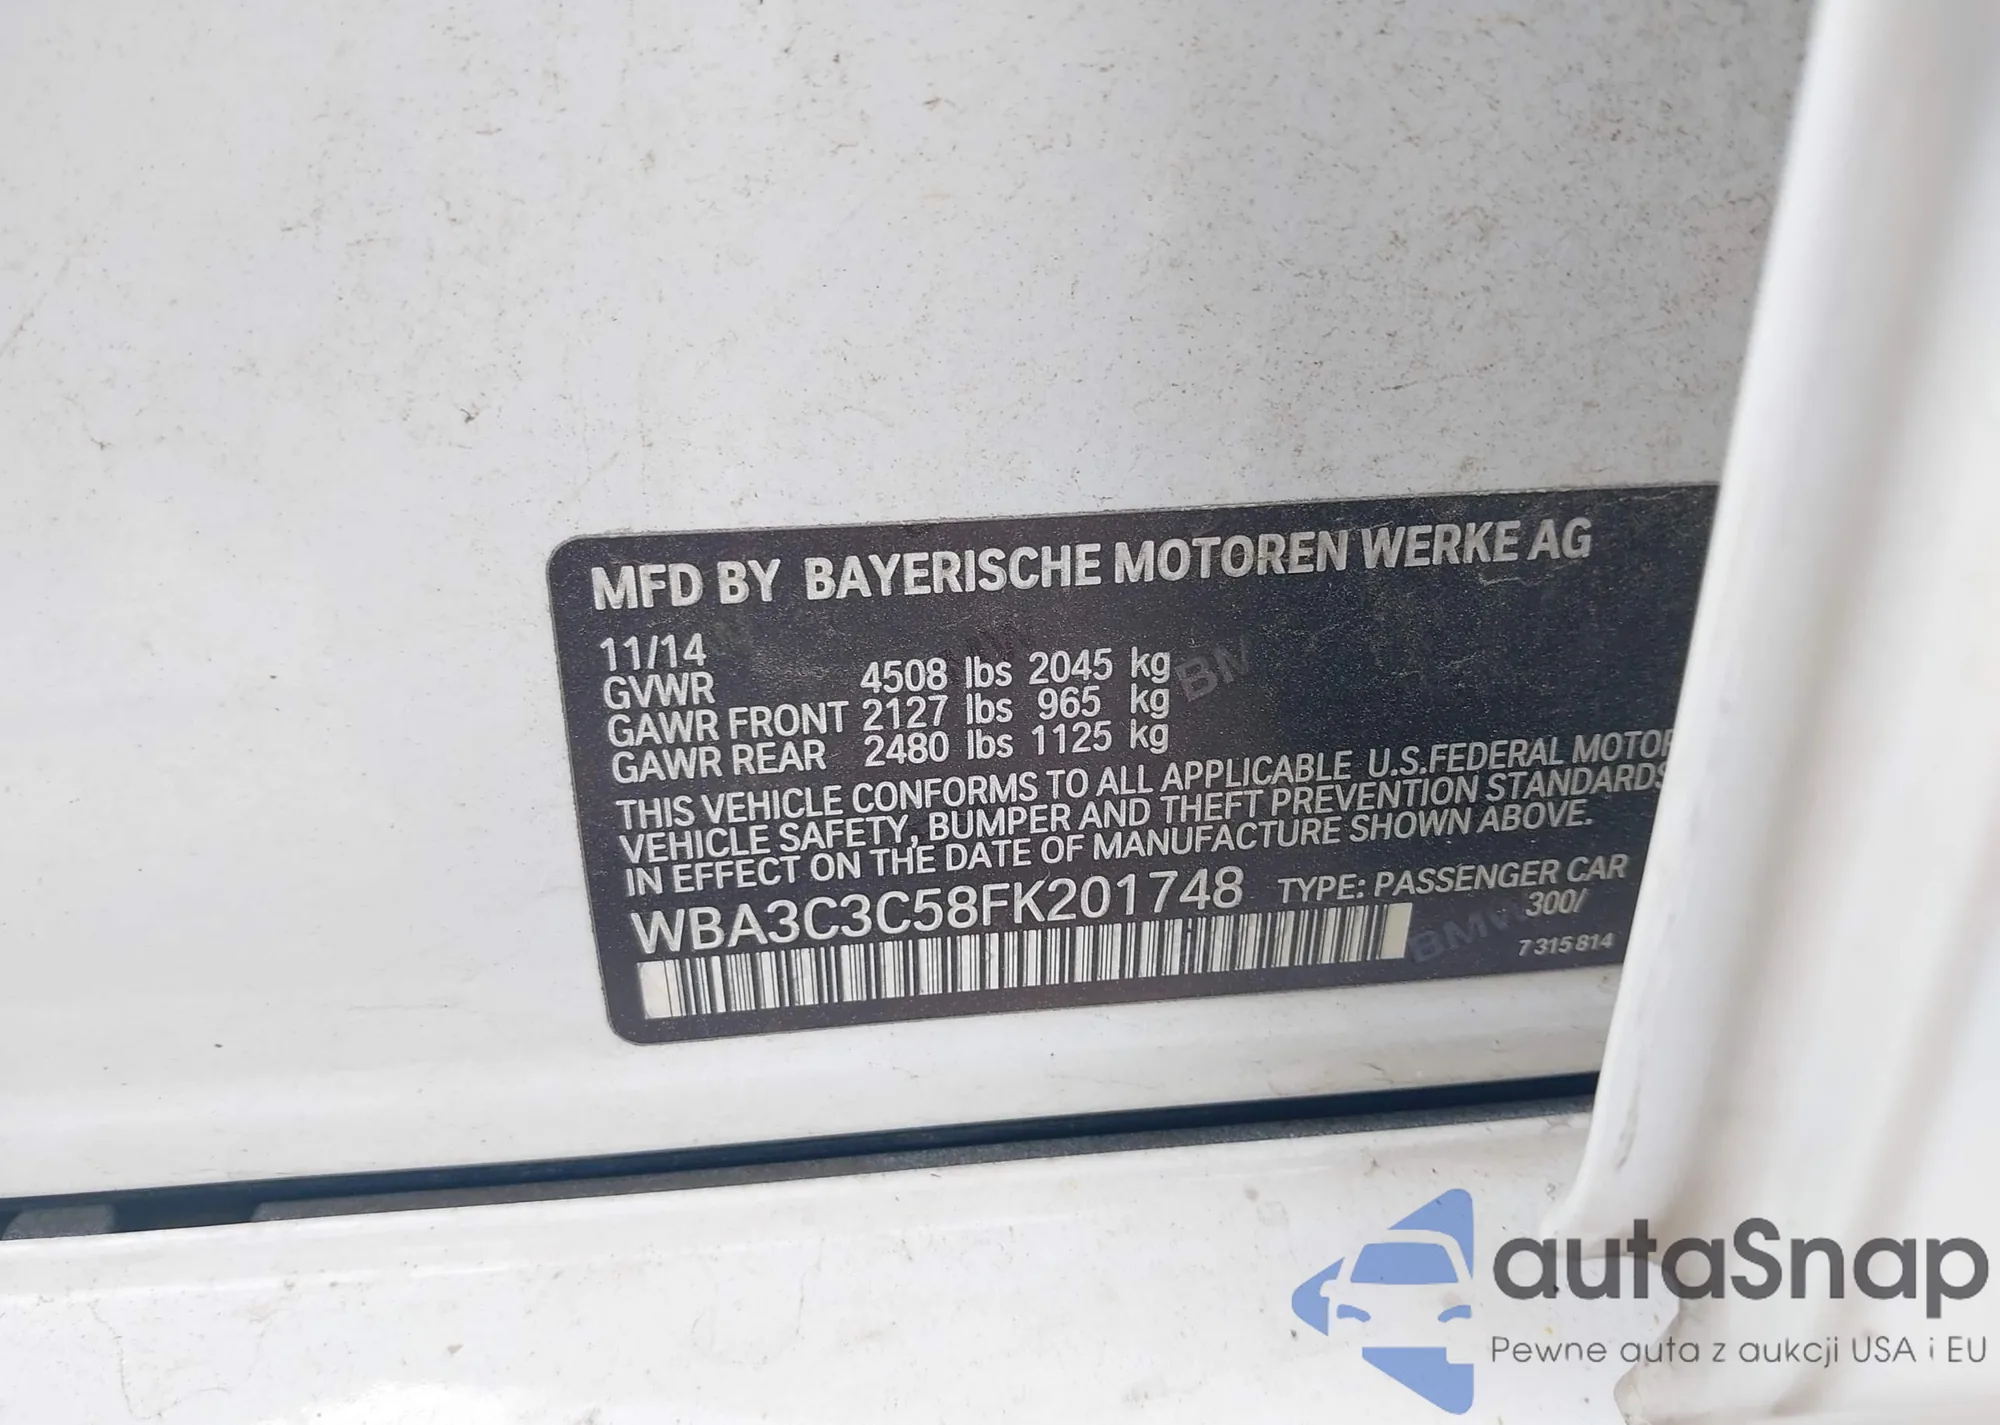 MFD BY BAYERISCHE MOTOREN WERKE AG
11/14
GVWR 4508 lbs 2045 kg
GAWR FRONT 2127 lbs 965 kg
GAWR REAR 2480 lbs 1125 kg
THIS VEHICLE CONFORMS TO ALL APPLICABLE U.S.FEDERAL MOTOR
VEHICLE SAFETY, BUMPER AND THEFT PREVENTION STANDARDS
IN EFFECT ON THE DATE OF MANUFACTURE SHOWN ABOVE.
WBA3C3C58FK201748 TYPE: PASSENGER CAR
300/
7 315 814
autoSnap
Pewne auta z aukcji USA i EU